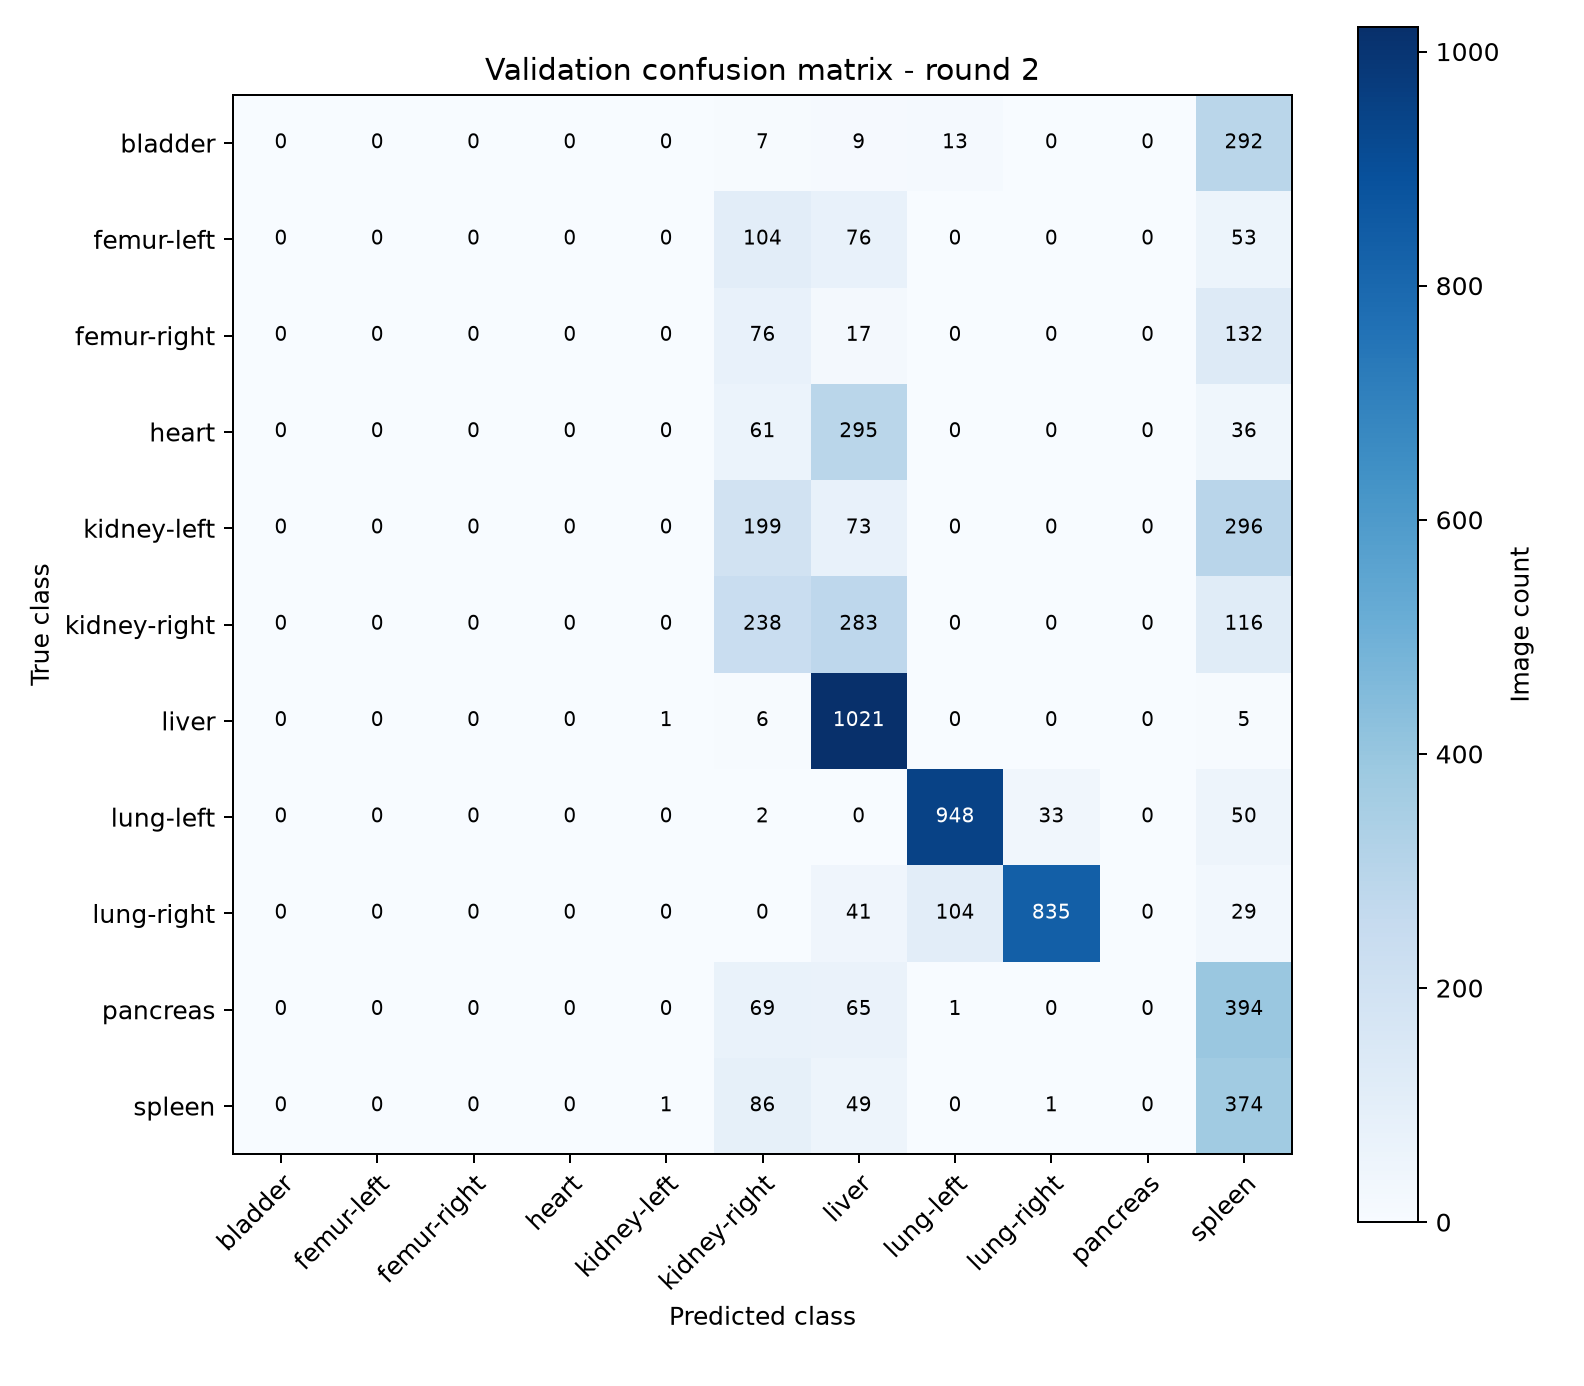 Validation confusion matrix - round 2
bladder 0 0 0 0 0 7 9 13 0 0 292
femur-left 0 0 0 0 0 104 76 0 0 0 53
femur-right 0 0 0 0 0 76 17 0 0 0 132
heart 0 0 0 0 0 61 295 0 0 0 36
kidney-left 0 0 0 0 0 199 73 0 0 0 296
kidney-right 0 0 0 0 0 238 283 0 0 0 116
liver 0 0 0 0 1 6 1021 0 0 0 5
lung-left 0 0 0 0 0 2 0 948 33 0 50
lung-right 0 0 0 0 0 0 41 104 835 0 29
pancreas 0 0 0 0 0 69 65 1 0 0 394
spleen 0 0 0 0 1 86 49 0 1 0 374
True class
bladder femur-left femur-right heart kidney-left kidney-right liver lung-left lung-right pancreas spleen
Predicted class
1000
800
600
400
200
0
Image count